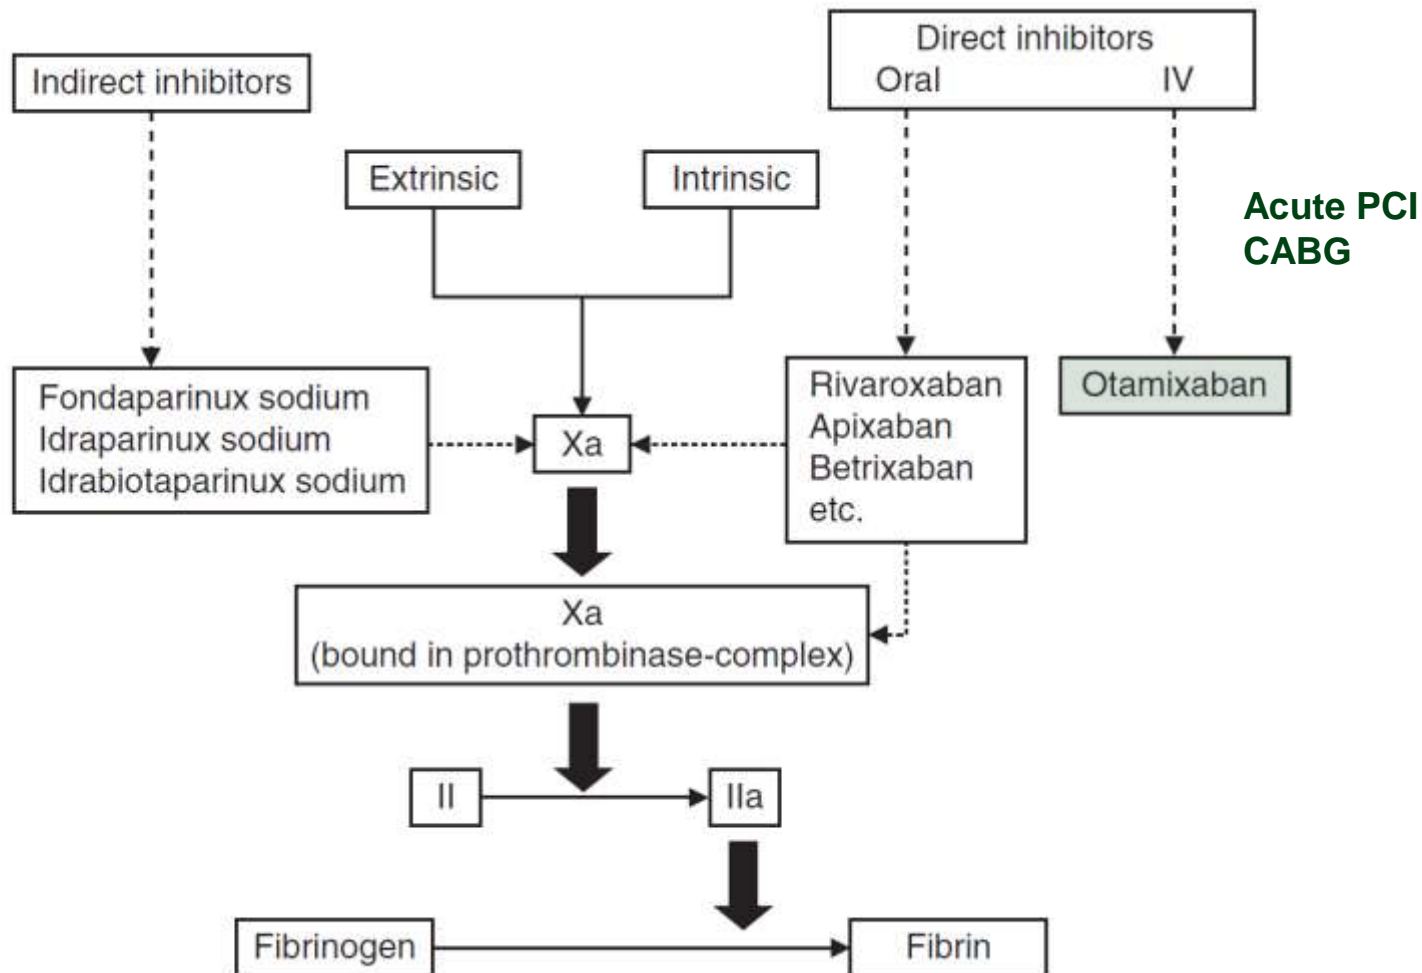 Direct inhibitors
Oral IV
Indirect inhibitors
Extrinsic
Intrinsic
Acute PCI
CABG
Fondaparinux sodium
Idraparinux sodium
Idrabiotaparinux sodium
Xa
Rivaroxaban
Apixaban
Betrixaban
etc.
Otamixaban
Xa
(bound in prothrombinase-complex)
II
IIa
Fibrinogen
Fibrin